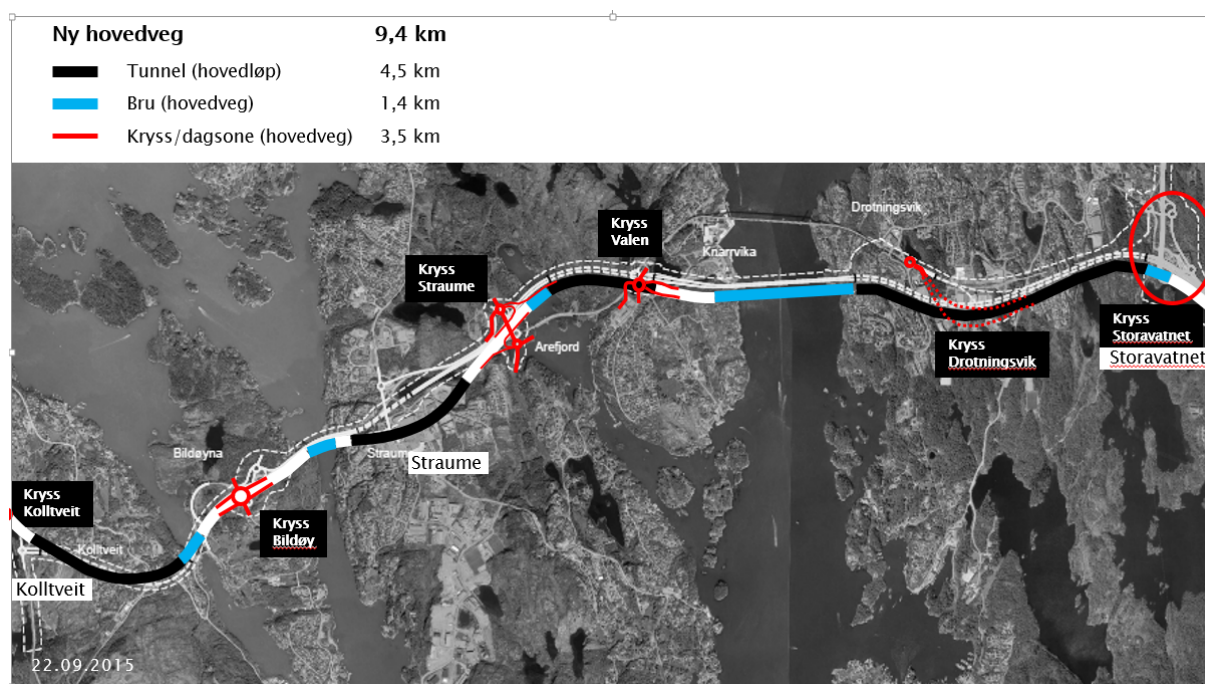 Ny hovedveg 9,4 km
Tunnel (hovedløp) 4,5 km
Bru (hovedveg) 1,4 km
Kryss/dagsone (hovedveg) 3,5 km
Drotningsvik
Kryss
Valen
Knarrvika
Kryss
Straume
Kryss
Storavatnet
Storavatnet
Arefjord
Kryss
Drotningsvik
Bildøyna
Straume
Straume
Kryss
Kolltveit
Kryss
Bildøy
Kolltveit
Kolltveit
22.09.2015